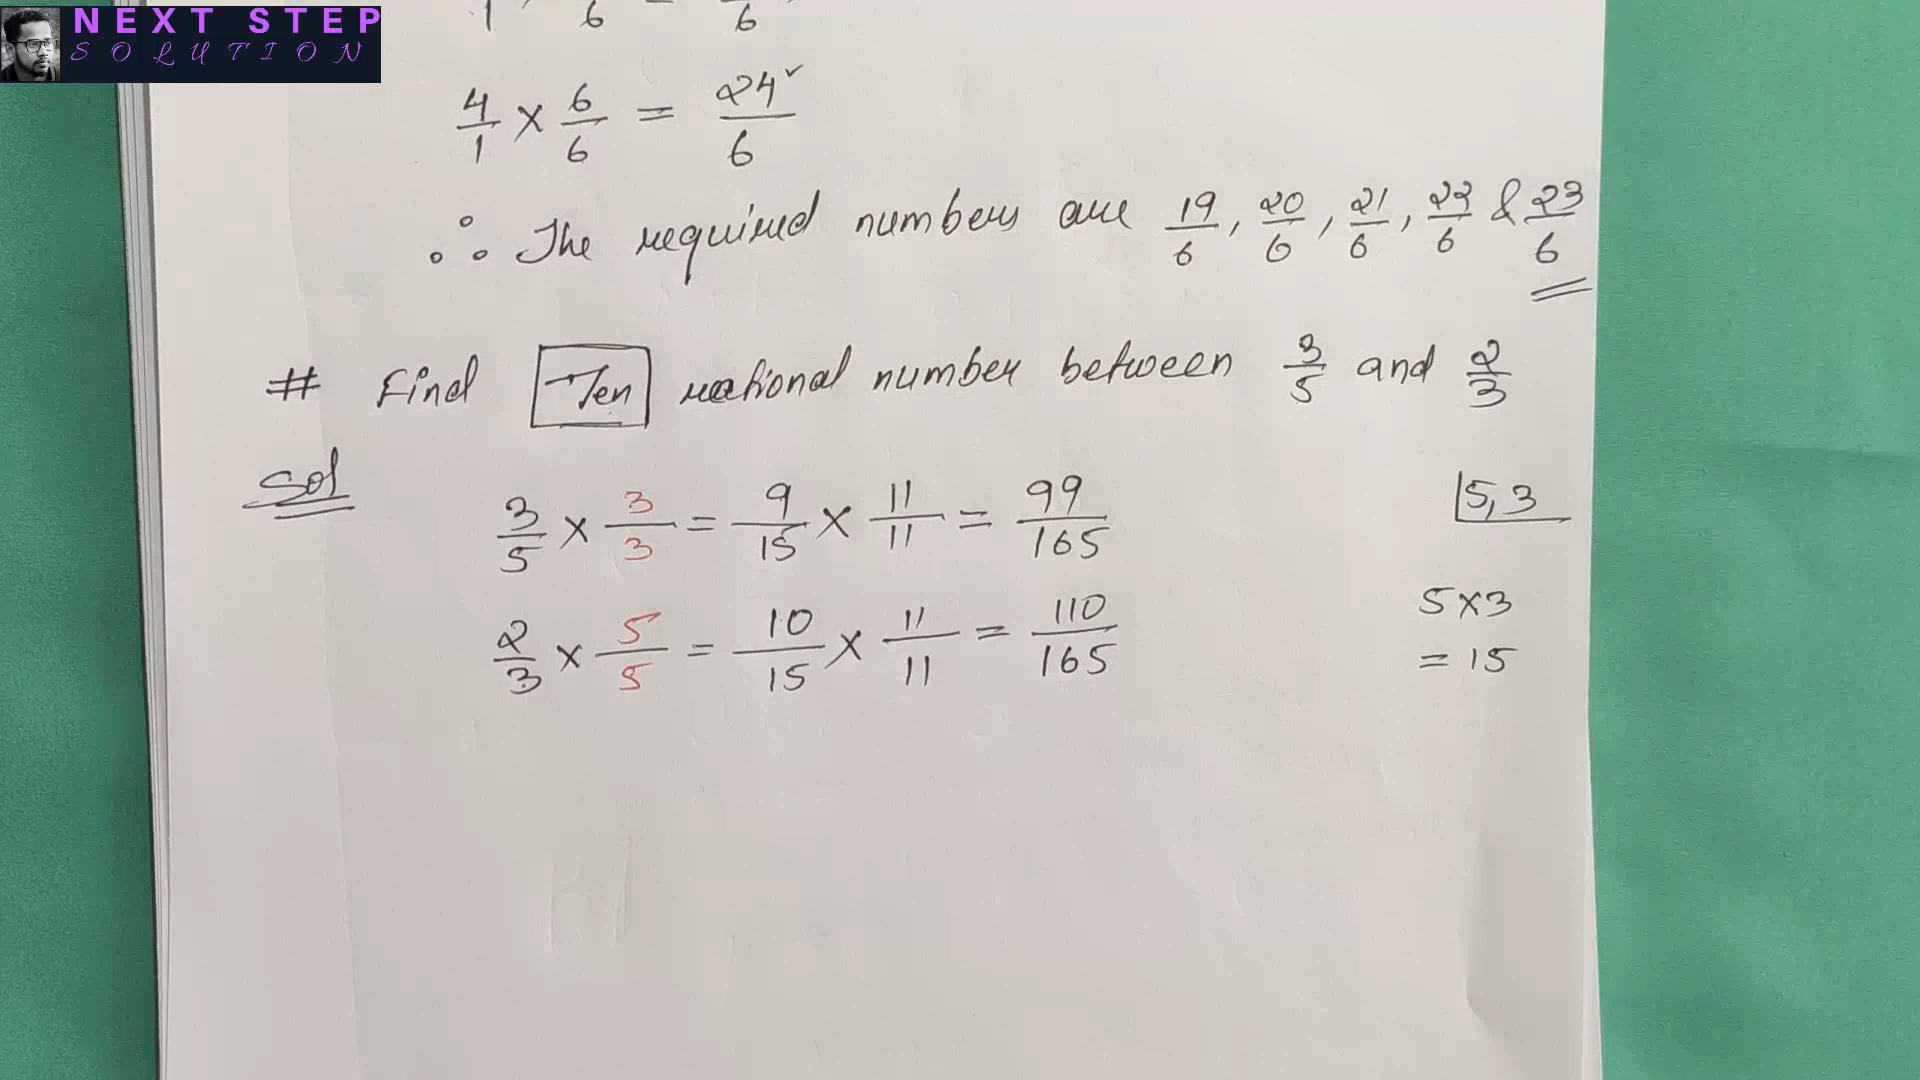 NEXT STEP
SOLUTION
1 × 6 = 6
4/1 × 6/6 = 24/6 ✓
∴ The required numbers are 19/6, 20/6, 21/6, 22/6 & 23/6
# Find Ten rational number between 3/5 and 2/3
Sol
3/5 × 3/3 = 9/15 × 11/11 = 99/165
5, 3
2/3 × 5/5 = 10/15 × 11/11 = 110/165
5 × 3
= 15